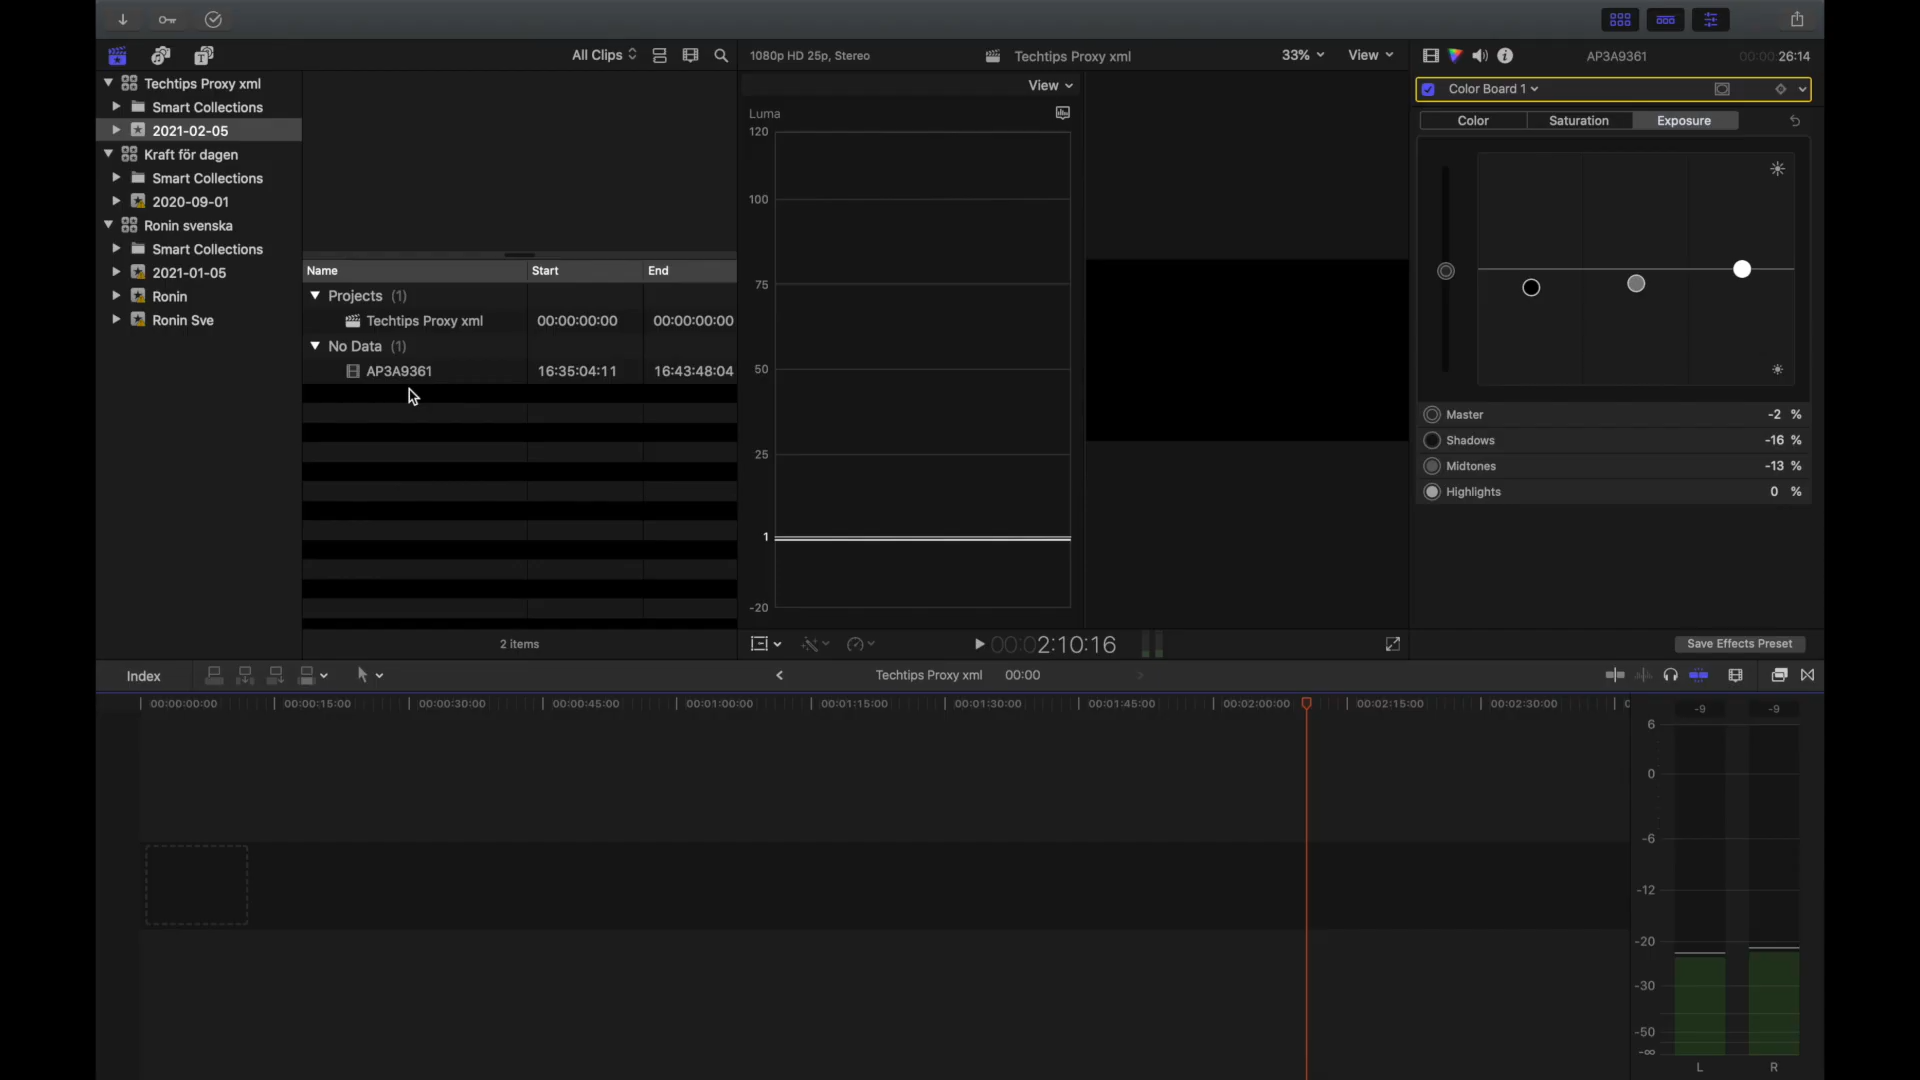 All Clips
1080p HD 25p, Stereo
Techtips Proxy xml
33%
View
AP3A9361
00:00:26:14
Techtips Proxy xml
Smart Collections
2021-02-05
Kraft för dagen
Smart Collections
2020-09-01
Ronin svenska
Smart Collections
2021-01-05
Ronin
Ronin Sve
Name Start End
Projects (1)
Techtips Proxy xml 00:00:00:00 00:00:00:00
No Data (1)
AP3A9361 16:35:04:11 16:43:48:04
2 items
View
Luma
120
100
75
50
25
1
-20
00:02:10:16
Color Board 1
Color Saturation Exposure
Master -2 %
Shadows -16 %
Midtones -13 %
Highlights 0 %
Save Effects Preset
Index
Techtips Proxy xml 00:00
00:00:00:00 00:00:15:00 00:00:30:00 00:00:45:00 00:01:00:00 00:01:15:00 00:01:30:00 00:01:45:00 00:02:00:00 00:02:15:00 00:02:30:00
-9 -9
6
0
-6
-12
-20
-30
-50
-∞
L R